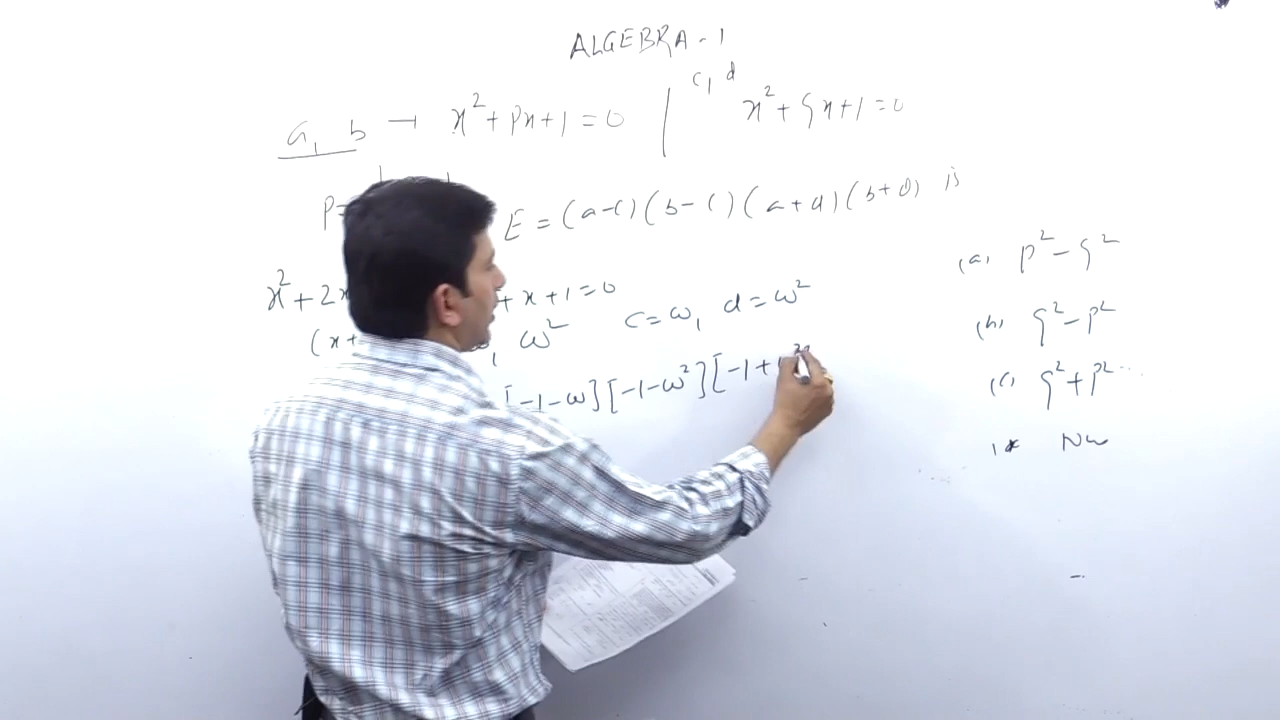 ALGEBRA - 1
a, b → x² + px + 1 = 0 | c, d x² + qx + 1 = 0
p =
E = (a-c)(b-c)(a+d)(b+d) is
(a) p² - q²
x² + 2x + x + 1 = 0
(b) q² - p²
(x+ , ω² c = ω, d = ω²
[-1-ω][-1-ω²][-1+
(c) q² + p²